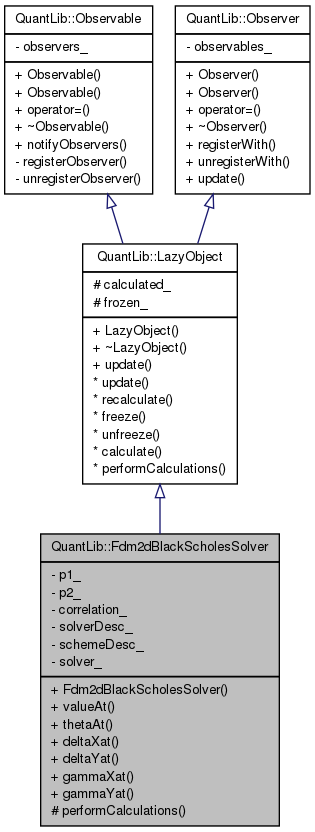 QuantLib::Observable
- observers_
+ Observable()
+ Observable()
+ operator=()
+ ~Observable()
+ notifyObservers()
- registerObserver()
- unregisterObserver()
QuantLib::Observer
- observables_
+ Observer()
+ Observer()
+ operator=()
+ ~Observer()
+ registerWith()
+ unregisterWith()
+ update()
QuantLib::LazyObject
# calculated_
# frozen_
+ LazyObject()
+ ~LazyObject()
+ update()
* update()
* recalculate()
* freeze()
* unfreeze()
* calculate()
* performCalculations()
QuantLib::Fdm2dBlackScholesSolver
- p1_
- p2_
- correlation_
- solverDesc_
- schemeDesc_
- solver_
+ Fdm2dBlackScholesSolver()
+ valueAt()
+ thetaAt()
+ deltaXat()
+ deltaYat()
+ gammaXat()
+ gammaYat()
# performCalculations()